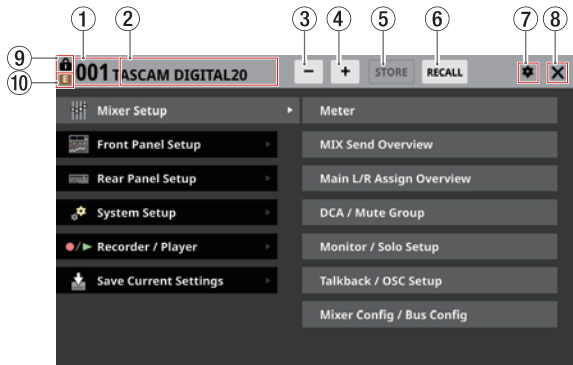 ① ② ③ ④ ⑤ ⑥ ⑦ ⑧
⑨ 001 TASCAM DIGITAL20 − + STORE RECALL
⑩ E
Mixer Setup
Front Panel Setup
Rear Panel Setup
System Setup
Recorder / Player
Save Current Settings
Meter
MIX Send Overview
Main L/R Assign Overview
DCA / Mute Group
Monitor / Solo Setup
Talkback / OSC Setup
Mixer Config / Bus Config